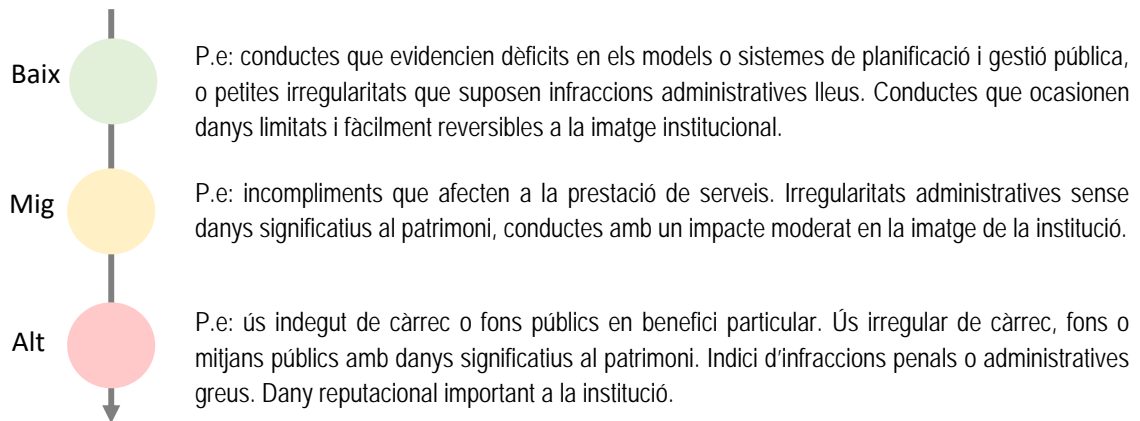 Baix
P.e: conductes que evidencien dèficits en els models o sistemes de planificació i gestió pública,
o petites irregularitats que suposen infraccions administratives lleus. Conductes que ocasionen
danys limitats i fàcilment reversibles a la imatge institucional.
Mig
P.e: incompliments que afecten a la prestació de serveis. Irregularitats administratives sense
danys significatius al patrimoni, conductes amb un impacte moderat en la imatge de la institució.
Alt
P.e: ús indegut de càrrec o fons públics en benefici particular. Ús irregular de càrrec, fons o
mitjans públics amb danys significatius al patrimoni. Indici d’infraccions penals o administratives
greus. Dany reputacional important a la institució.